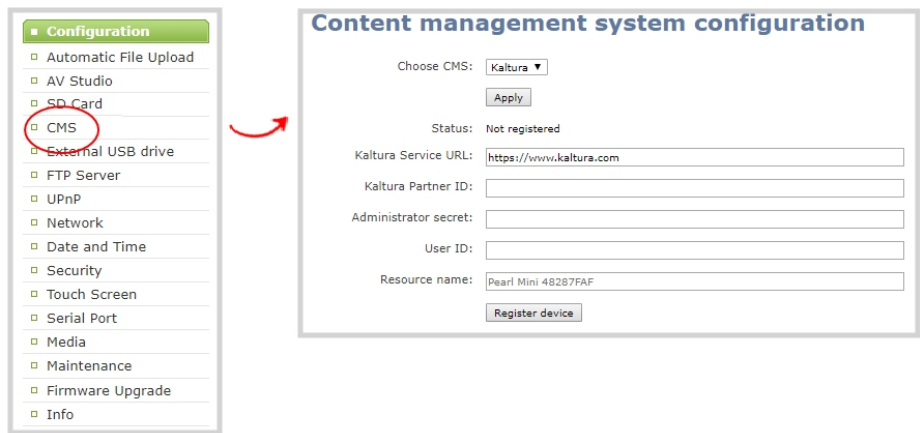 Configuration
Automatic File Upload
AV Studio
SD Card
CMS
External USB drive
FTP Server
UPnP
Network
Date and Time
Security
Touch Screen
Serial Port
Media
Maintenance
Firmware Upgrade
Info
Content management system configuration
Choose CMS: Kaltura ▼
Apply
Status: Not registered
Kaltura Service URL: https://www.kaltura.com
Kaltura Partner ID:
Administrator secret:
User ID:
Resource name: Pearl Mini 48287FAF
Register device